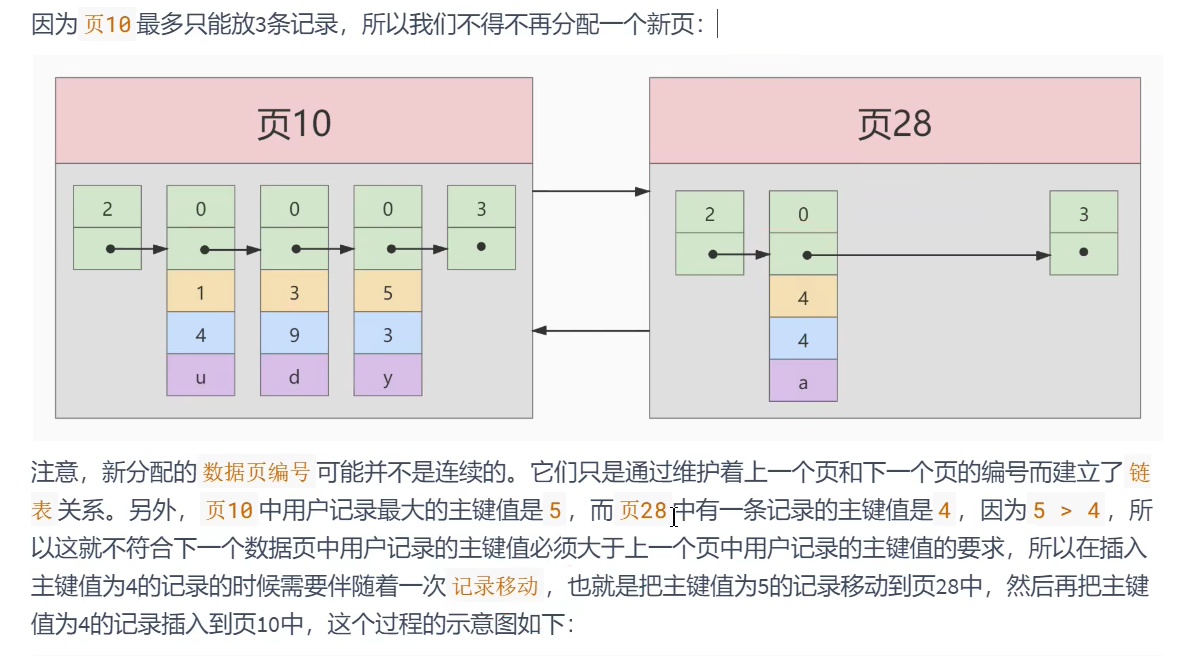 因为 页10 最多只能放3条记录，所以我们不得不再分配一个新页：
页10
页28
2 0 0 0 3
2 0 3
1 3 5
4
4 9 3
4
u d y
a
注意，新分配的 数据页编号 可能并不是连续的。它们只是通过维护着上一个页和下一个页的编号而建立了 链
表 关系。另外， 页10 中用户记录最大的主键值是 5 ，而 页28 中有一条记录的主键值是 4 ，因为 5 > 4 ，所
以这就不符合下一个数据页中用户记录的主键值必须大于上一个页中用户记录的主键值的要求，所以在插入
主键值为4的记录的时候需要伴随着一次 记录移动 ，也就是把主键值为5的记录移动到页28中，然后再把主键
值为4的记录插入到页10中，这个过程的示意图如下：